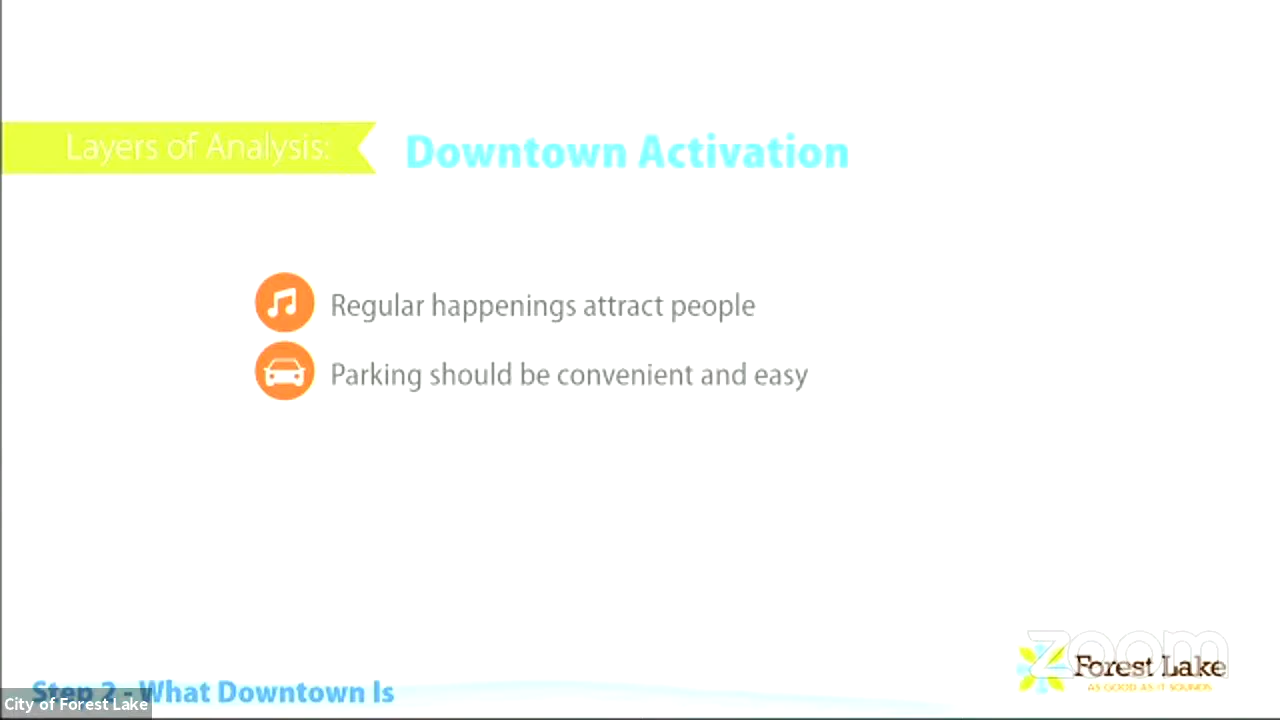 Layers of Analysis:
Downtown Activation
Regular happenings attract people
Parking should be convenient and easy
zoom
Forest Lake
AS GOOD AS IT SOUNDS
Step 2 - What Downtown Is
City of Forest Lake